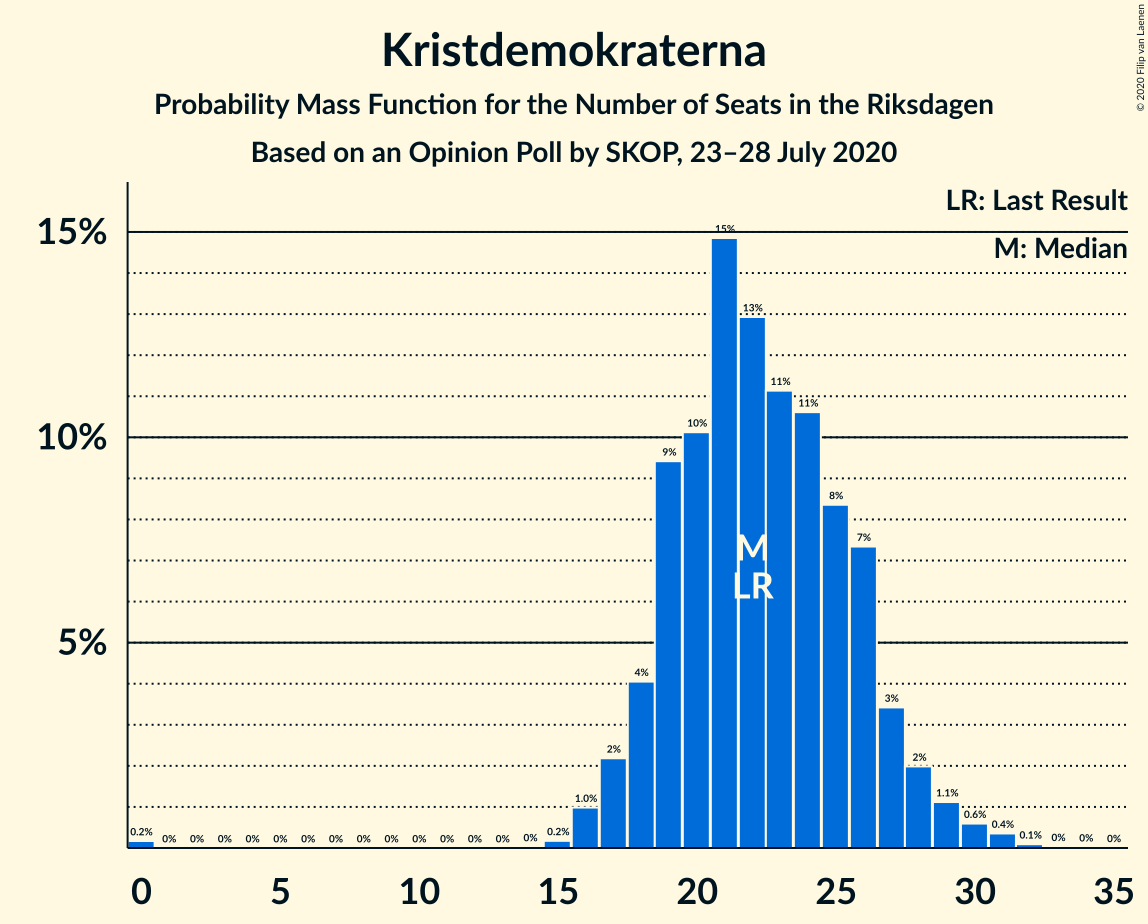 © 2020 Filip van Laenen
Kristdemokraterna
Probability Mass Function for the Number of Seats in the Riksdagen
Based on an Opinion Poll by SKOP, 23–28 July 2020
LR: Last Result
M: Median
15%
10%
5%
0.2% 0% 0% 0% 0% 0% 0% 0% 0% 0% 0% 0% 0% 0% 0% 0.2% 1.0% 2% 4% 9% 10% 15% 13% 11% 11% 8% 7% 3% 2% 1.1% 0.6% 0.4% 0.1% 0% 0% 0%
M
LR
0 5 10 15 20 25 30 35